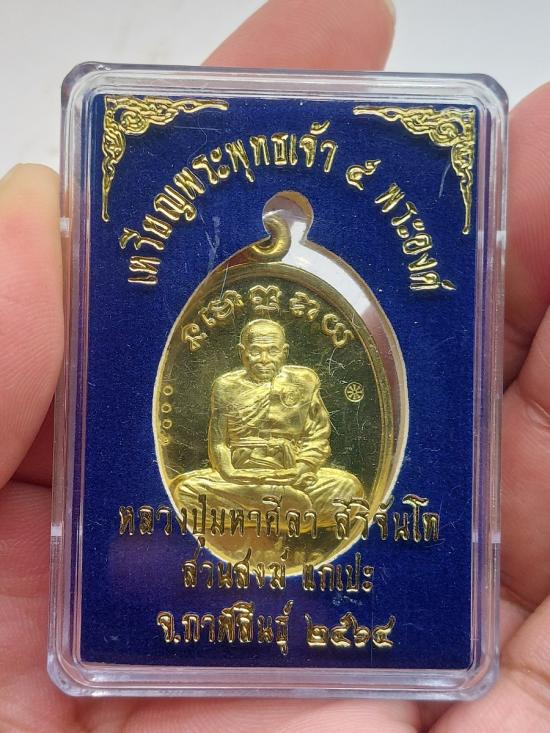 เหรียญพระพุทธเจ้า ๕ พระองค์
หลวงปู่มหาศิลา สิริจันโท
สวนสงฆ์ แกเปะ
จ.กาฬสินธุ์ ๒๕๖๔